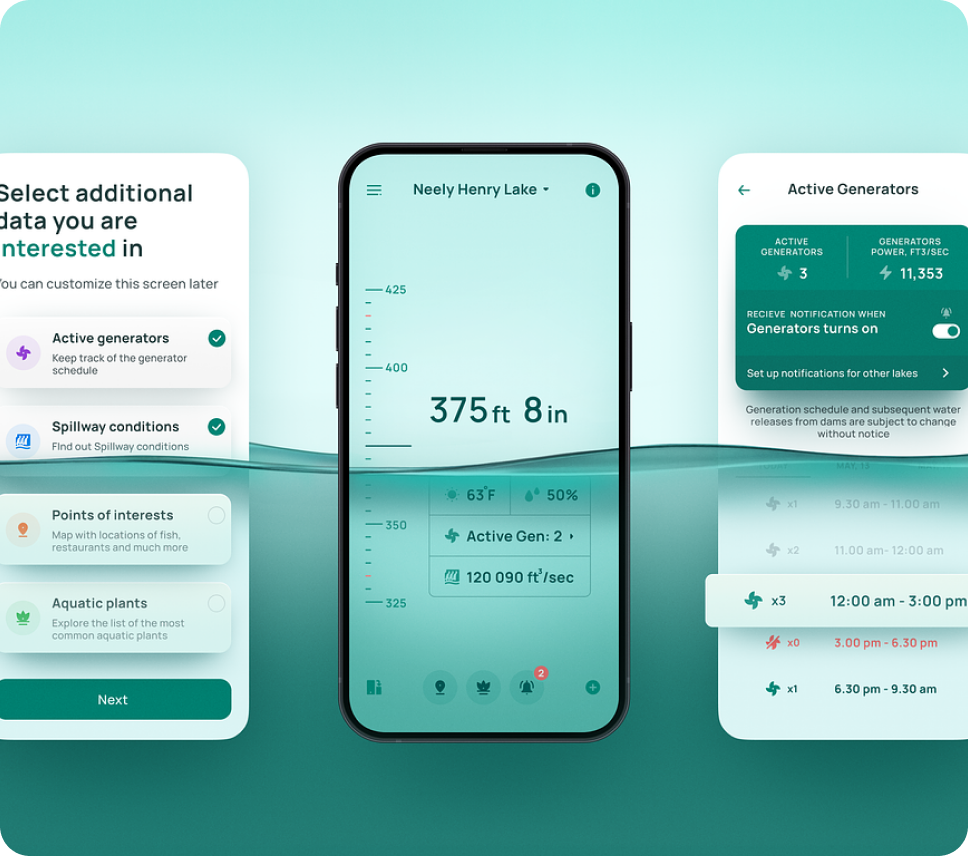 Select additional
data you are
interested in
You can customize this screen later
Active generators
Keep track of the generator
schedule
Spillway conditions
FInd out Spillway conditions
Points of interests
Map with locations of fish,
restaurants and much more
Aquatic plants
Explore the list of the most
common aquatic plants
Next
Neely Henry Lake
425
400
375 ft 8 in
350
325
63°F
50%
Active Gen: 2
120 090 ft³/sec
2
Active Generators
ACTIVE
GENERATORS
3
GENERATORS
POWER, FT3/SEC
11,353
RECIEVE NOTIFICATION WHEN
Generators turns on
Set up notifications for other lakes
Generation schedule and subsequent water
releases from dams are subject to change
without notice
MAY, 13
x1 9.30 am - 11.00 am
x2 11.00 am- 12:00 am
x3 12:00 am - 3:00 pm
x0 3.00 pm - 6.30 pm
x1 6.30 pm - 9.30 am